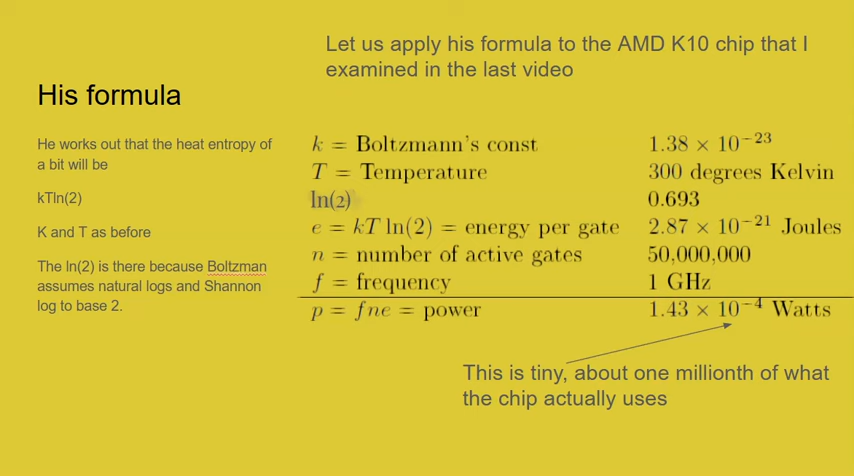 Let us apply his formula to the AMD K10 chip that I
examined in the last video
His formula
He works out that the heat entropy of
a bit will be
kTln(2)
K and T as before
The ln(2) is there because Boltzman
assumes natural logs and Shannon
log to base 2.
k = Boltzmann's const 1.38 × 10⁻²³
T = Temperature 300 degrees Kelvin
ln(2) 0.693
e = kT ln(2) = energy per gate 2.87 × 10⁻²¹ Joules
n = number of active gates 50,000,000
f = frequency 1 GHz
p = fne = power 1.43 × 10⁻⁴ Watts
This is tiny, about one millionth of what
the chip actually uses